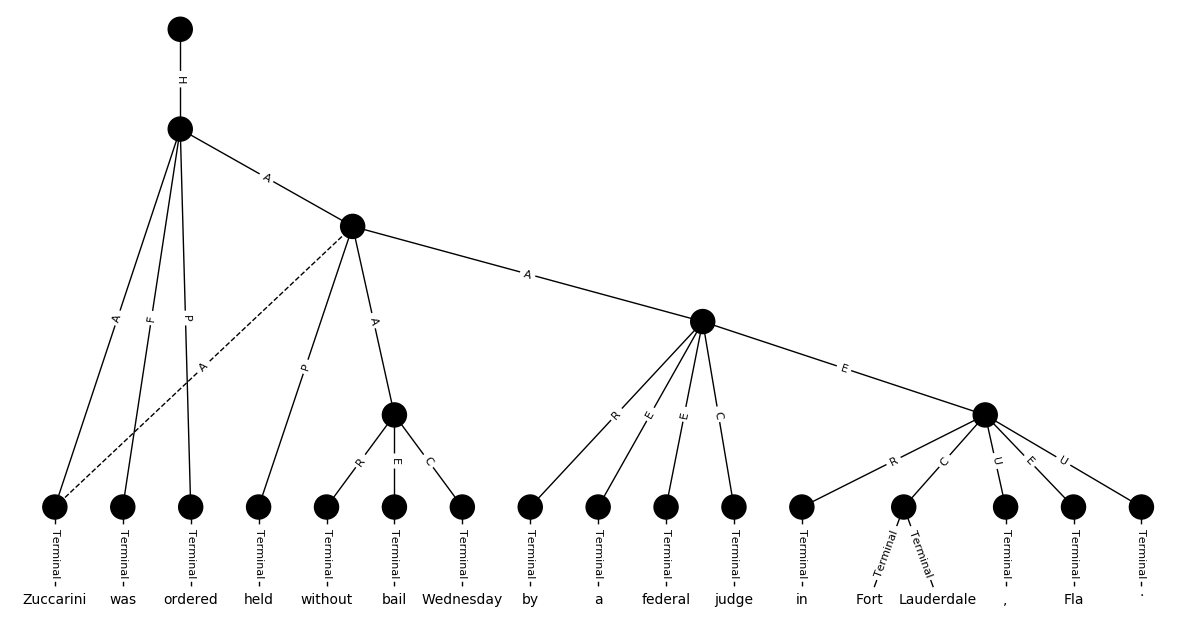 H
A
A
A F P A A
P
R E E C E
R E C R C U E U
Terminal Terminal Terminal Terminal Terminal Terminal Terminal Terminal Terminal Terminal Terminal Terminal Terminal Terminal Terminal Terminal Terminal
Zuccarini was ordered held without bail Wednesday by a federal judge in Fort Lauderdale , Fla .